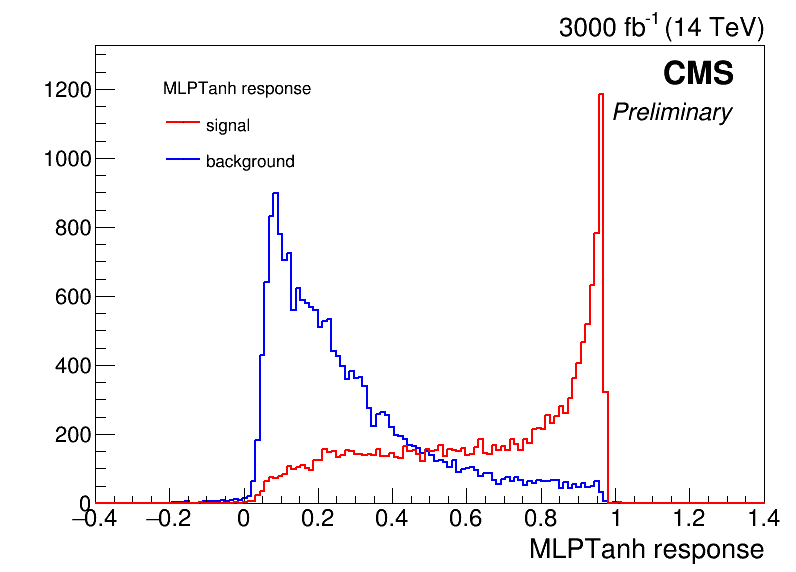 3000 fb-1 (14 TeV)
CMS
Preliminary
MLPTanh response
signal
background
1200
1000
800
600
400
200
0
−0.4 −0.2 0 0.2 0.4 0.6 0.8 1 1.2 1.4
MLPTanh response